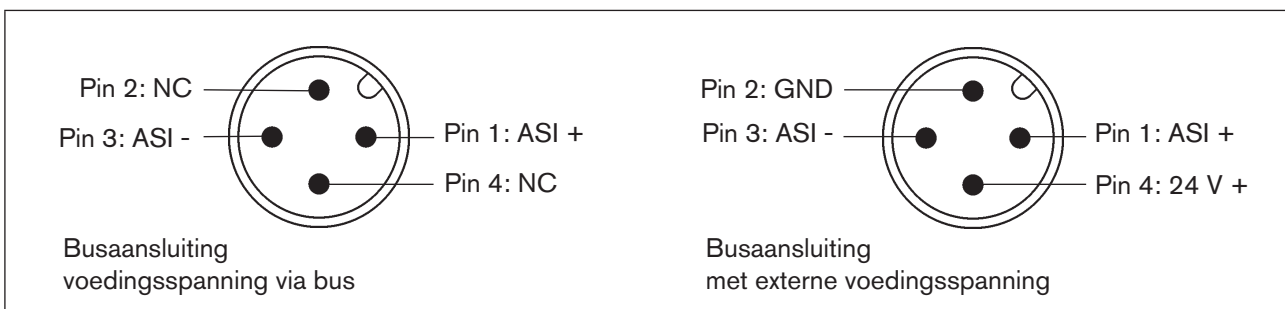 Pin 2: NC
Pin 3: ASI -
Pin 1: ASI +
Pin 4: NC
Busaansluiting
voedingsspanning via bus
Pin 2: GND
Pin 3: ASI -
Pin 1: ASI +
Pin 4: 24 V +
Busaansluiting
met externe voedingsspanning